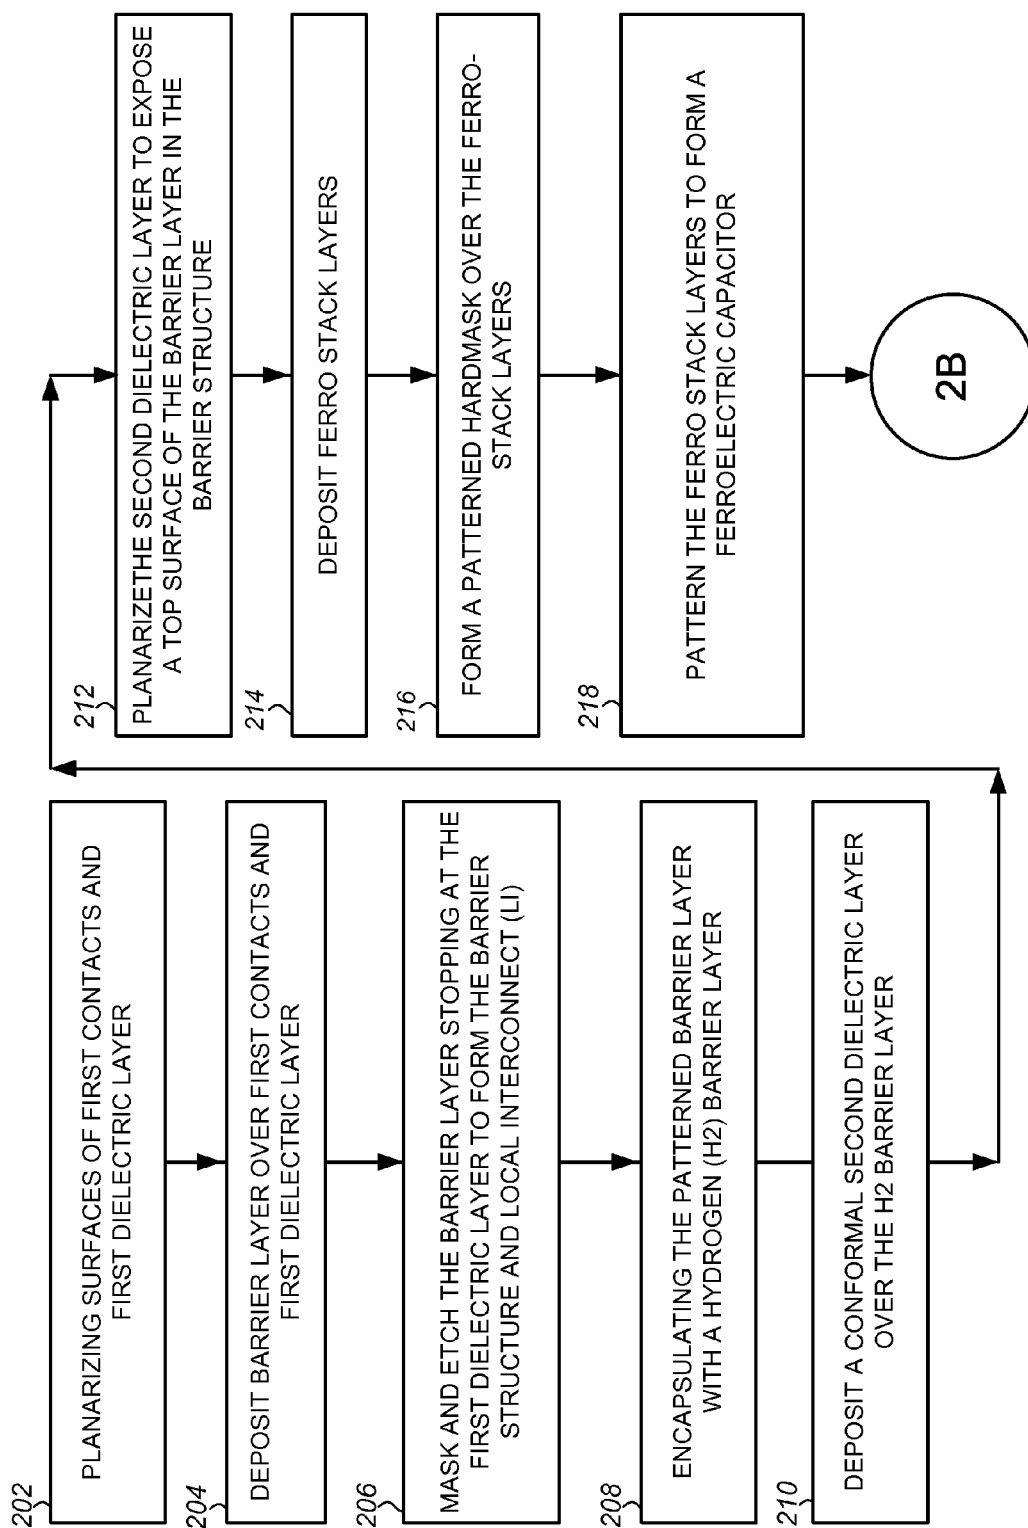 202
PLANARIZING SURFACES OF FIRST CONTACTS AND
FIRST DIELECTRIC LAYER
204
DEPOSIT BARRIER LAYER OVER FIRST CONTACTS AND
FIRST DIELECTRIC LAYER
206
MASK AND ETCH THE BARRIER LAYER STOPPING AT THE
FIRST DIELECTRIC LAYER TO FORM THE BARRIER
STRUCTURE AND LOCAL INTERCONNECT (LI)
208
ENCAPSULATING THE PATTERNED BARRIER LAYER
WITH A HYDROGEN (H2) BARRIER LAYER
210
DEPOSIT A CONFORMAL SECOND DIELECTRIC LAYER
OVER THE H2 BARRIER LAYER
212
PLANARIZETHE SECOND DIELECTRIC LAYER TO EXPOSE
A TOP SURFACE OF THE BARRIER LAYER IN THE
BARRIER STRUCTURE
214
DEPOSIT FERRO STACK LAYERS
216
FORM A PATTERNED HARDMASK OVER THE FERRO-
STACK LAYERS
218
PATTERN THE FERRO STACK LAYERS TO FORM A
FERROELECTRIC CAPACITOR
2B